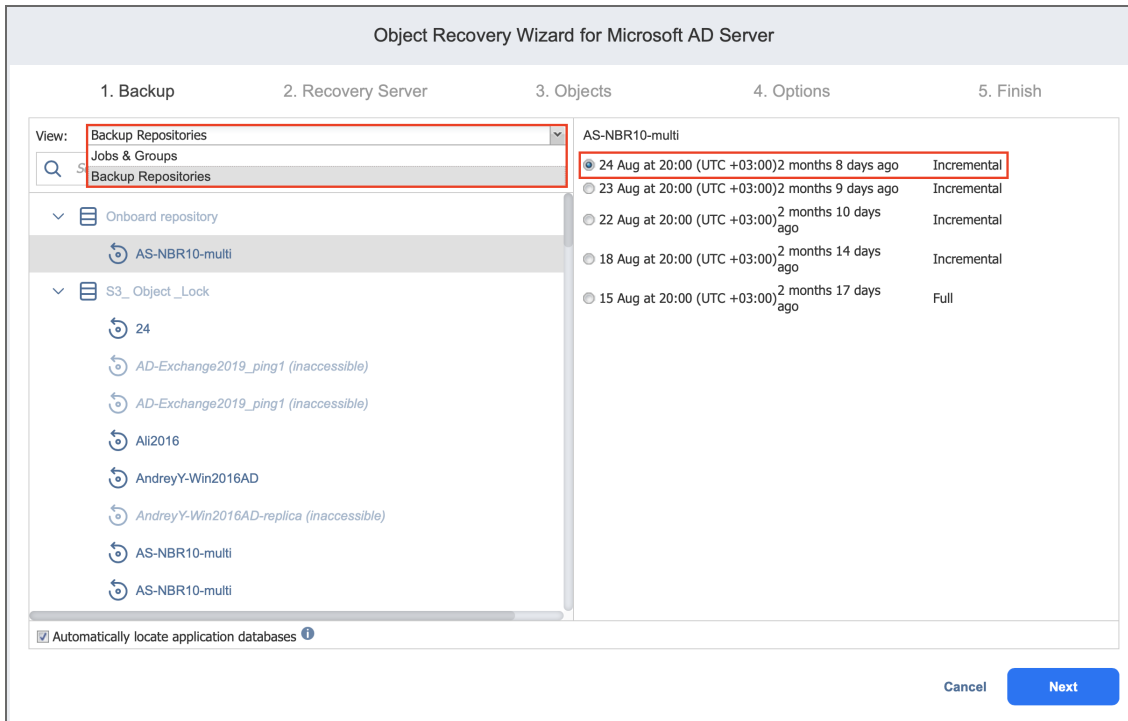 Object Recovery Wizard for Microsoft AD Server
1. Backup
2. Recovery Server
3. Objects
4. Options
5. Finish
View:
Backup Repositories
Jobs & Groups
Backup Repositories
Onboard repository
AS-NBR10-multi
S3_ Object _Lock
24
AD-Exchange2019_ping1 (inaccessible)
AD-Exchange2019_ping1 (inaccessible)
Ali2016
AndreyY-Win2016AD
AndreyY-Win2016AD-replica (inaccessible)
AS-NBR10-multi
AS-NBR10-multi
Automatically locate application databases
AS-NBR10-multi
24 Aug at 20:00 (UTC +03:00)2 months 8 days ago Incremental
23 Aug at 20:00 (UTC +03:00)2 months 9 days ago Incremental
22 Aug at 20:00 (UTC +03:00) 2 months 10 days
ago
Incremental
18 Aug at 20:00 (UTC +03:00) 2 months 14 days
ago
Incremental
15 Aug at 20:00 (UTC +03:00) 2 months 17 days
ago
Full
Cancel
Next